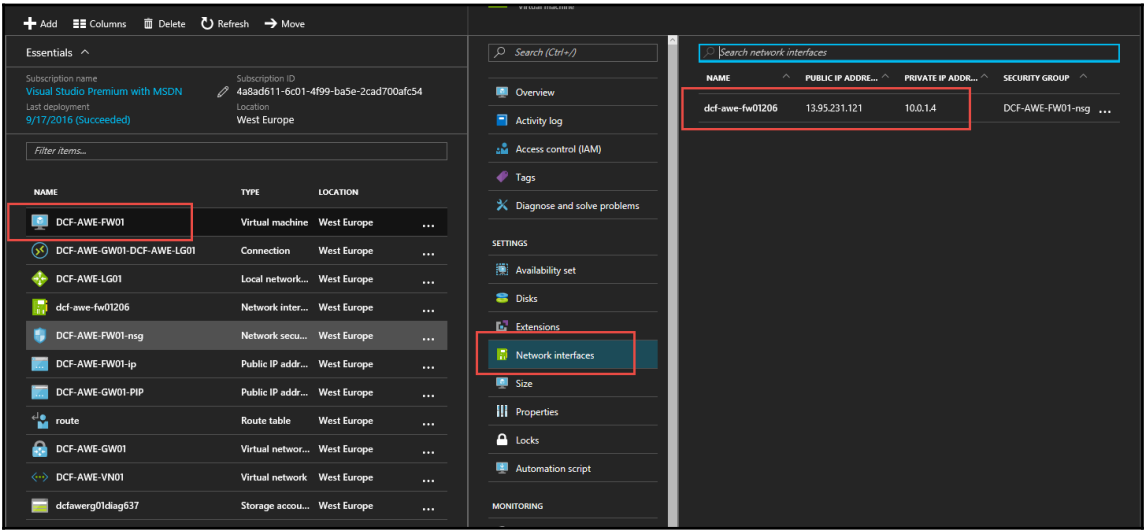 Virtual machine
Add Columns Delete Refresh Move
Essentials
Subscription name Subscription ID
Visual Studio Premium with MSDN 4a8ad611-6c01-4f99-ba5e-2cad700afc54
Last deployment Location
9/17/2016 (Succeeded) West Europe
Filter items...
NAME TYPE LOCATION
DCF-AWE-FW01 Virtual machine West Europe ...
DCF-AWE-GW01-DCF-AWE-LG01 Connection West Europe ...
DCF-AWE-LG01 Local network... West Europe ...
dcf-awe-fw01206 Network inter... West Europe ...
DCF-AWE-FW01-nsg Network secu... West Europe ...
DCF-AWE-FW01-ip Public IP addr... West Europe ...
DCF-AWE-GW01-PIP Public IP addr... West Europe ...
route Route table West Europe ...
DCF-AWE-GW01 Virtual networ... West Europe ...
DCF-AWE-VN01 Virtual network West Europe ...
dcfawerg01diag637 Storage accou... West Europe ...
Search (Ctrl+/)
Overview
Activity log
Access control (IAM)
Tags
Diagnose and solve problems
SETTINGS
Availability set
Disks
Extensions
Network interfaces
Size
Properties
Locks
Automation script
MONITORING
Search network interfaces
NAME PUBLIC IP ADDRE... PRIVATE IP ADDR... SECURITY GROUP
dcf-awe-fw01206 13.95.231.121 10.0.1.4 DCF-AWE-FW01-nsg ...